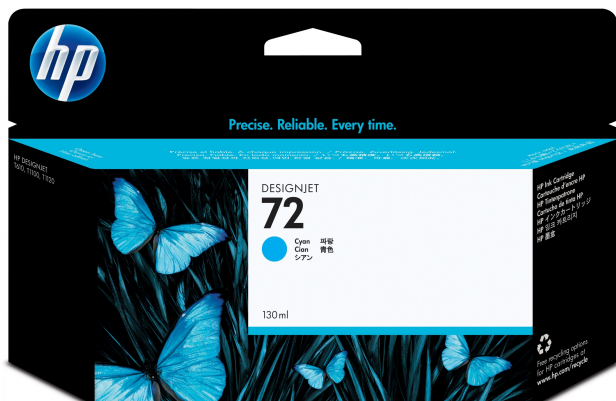 hp
Precise. Reliable. Every time.
HP DESIGNJET
T610, T1100, T1120
DESIGNJET
72
Cyan 파랑
Cian 青色
シアン
130 ml
HP Ink Cartridge
Cartouche d'encre HP
HP Tintenpatrone
Cartucho de tinta HP
HP インクカートリッジ
HP 잉크 카트리지
HP 墨盒
Free recycling options
for HP cartridges at
www.hp.com/recycle